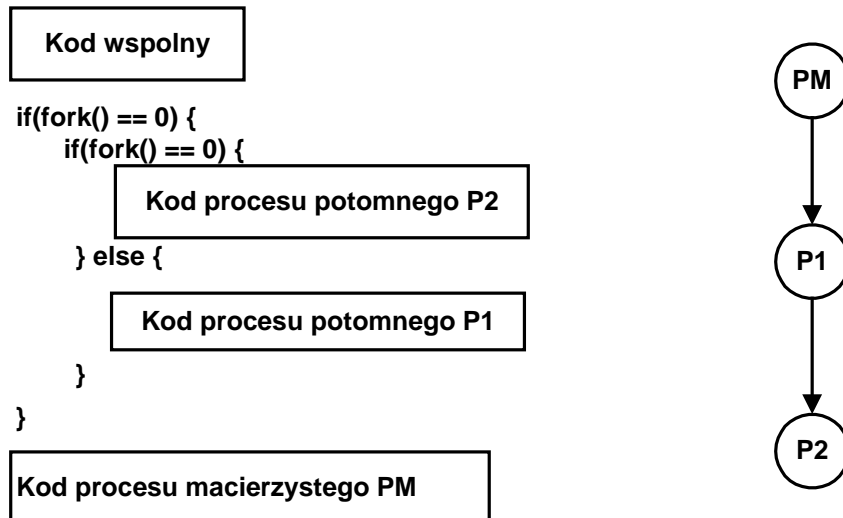 Kod wspolny
if(fork() == 0) {
if(fork() == 0) {
Kod procesu potomnego P2
} else {
Kod procesu potomnego P1
}
}
Kod procesu macierzystego PM
PM
P1
P2